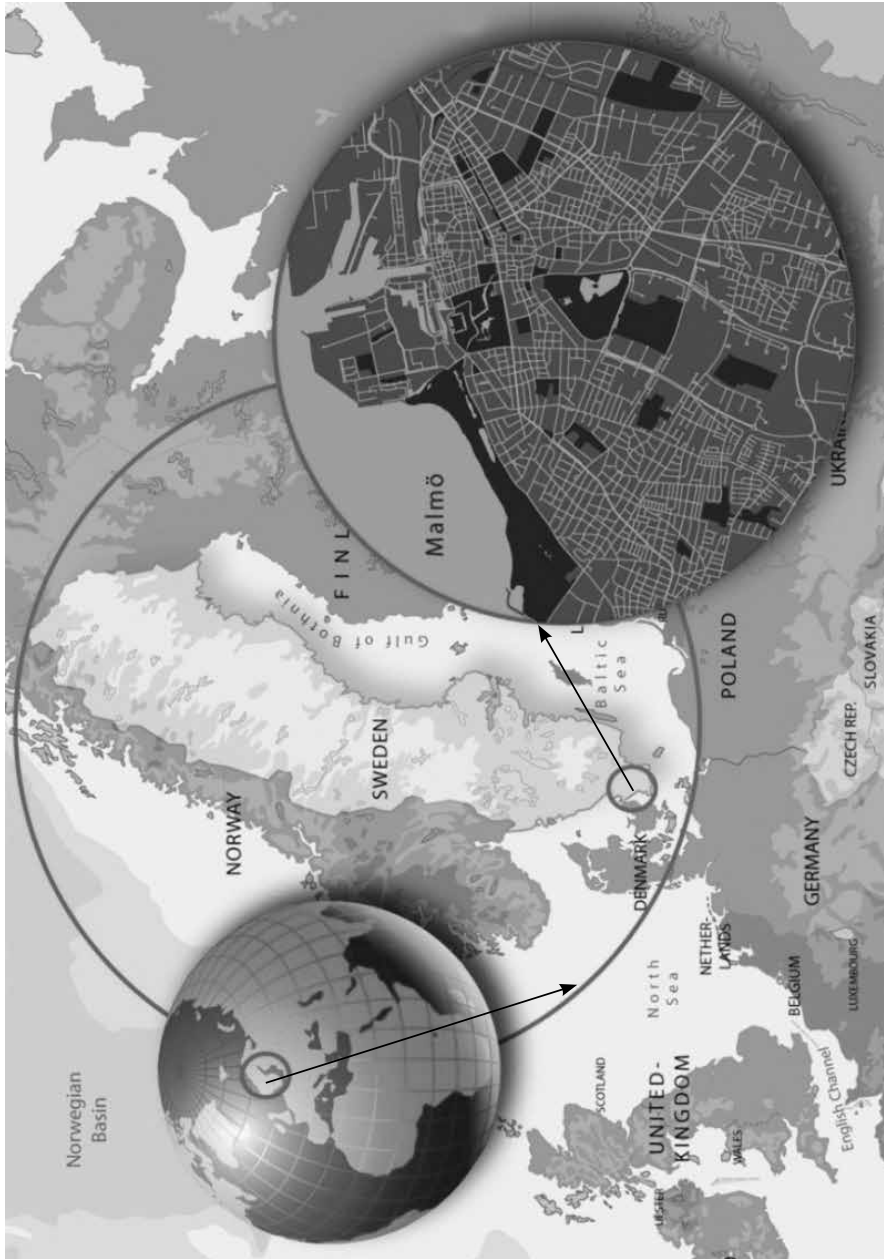 Norwegian
Basin
NORWAY
SWEDEN
FINL
Gulf of Bothnia
Malmö
Baltic
Sea
DENMARK
North
Sea
SCOTLAND
UNITED-
KINGDOM
WALES
English Channel
NETHER-
LANDS
BELGIUM
LUXEMBOURG
GERMANY
POLAND
CZECH REP.
SLOVAKIA
UKRAIN